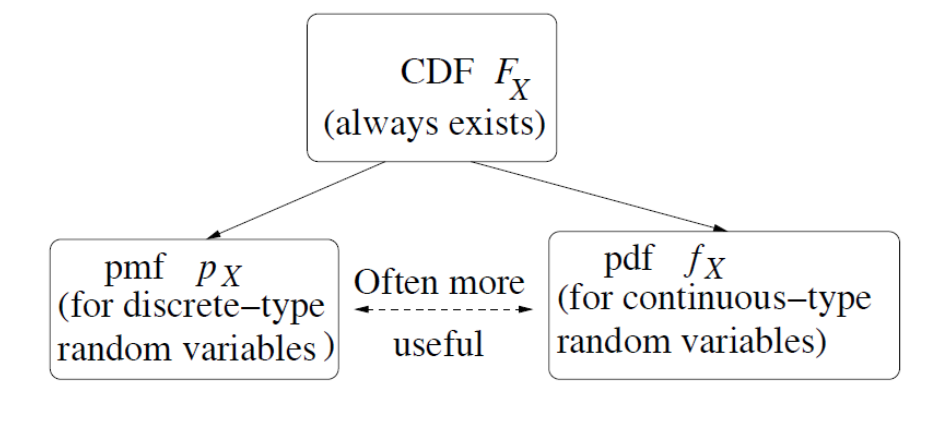 CDF F_X
(always exists)
pmf p_X
(for discrete–type
random variables)
Often more
useful
pdf f_X
(for continuous–type
random variables)